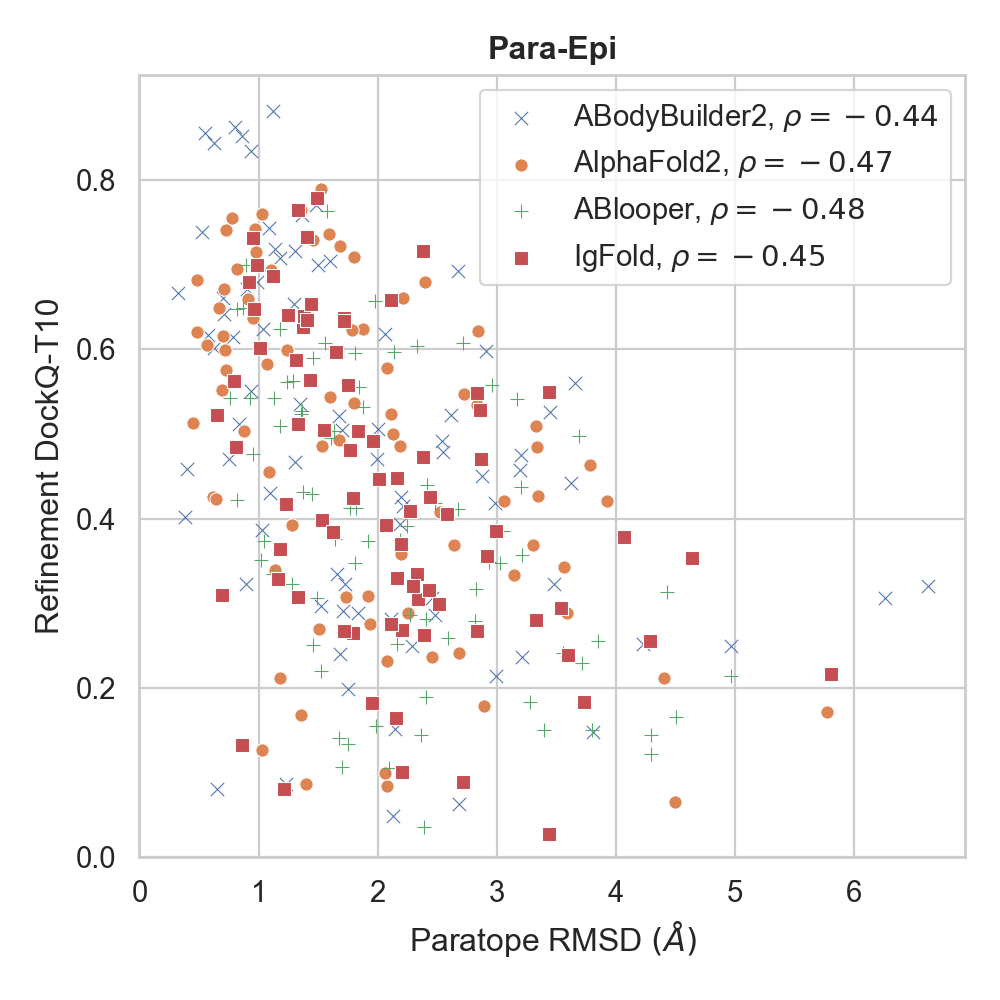 Para-Epi
ABodyBuilder2, ρ = −0.44
AlphaFold2, ρ = −0.47
ABlooper, ρ = −0.48
IgFold, ρ = −0.45
Refinement DockQ-T10
0.8
0.6
0.4
0.2
0.0
0 1 2 3 4 5 6
Paratope RMSD (Å)